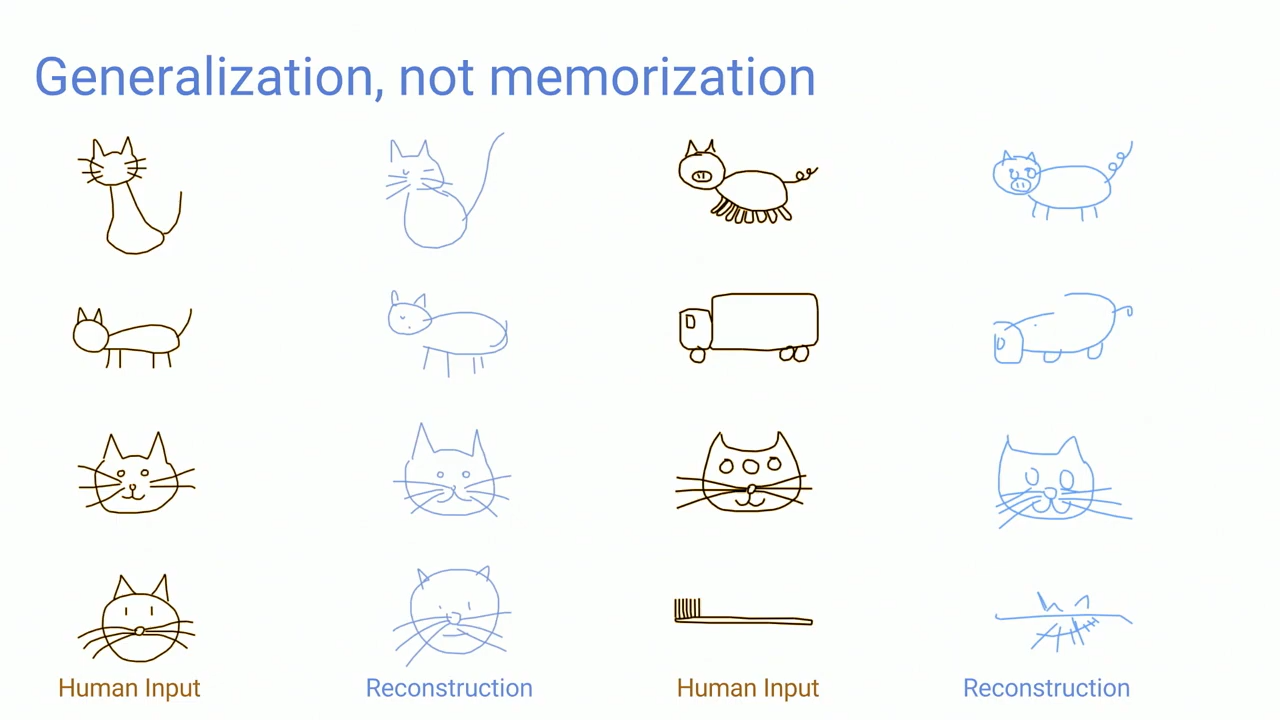 Generalization, not memorization
Human Input
Reconstruction
Human Input
Reconstruction